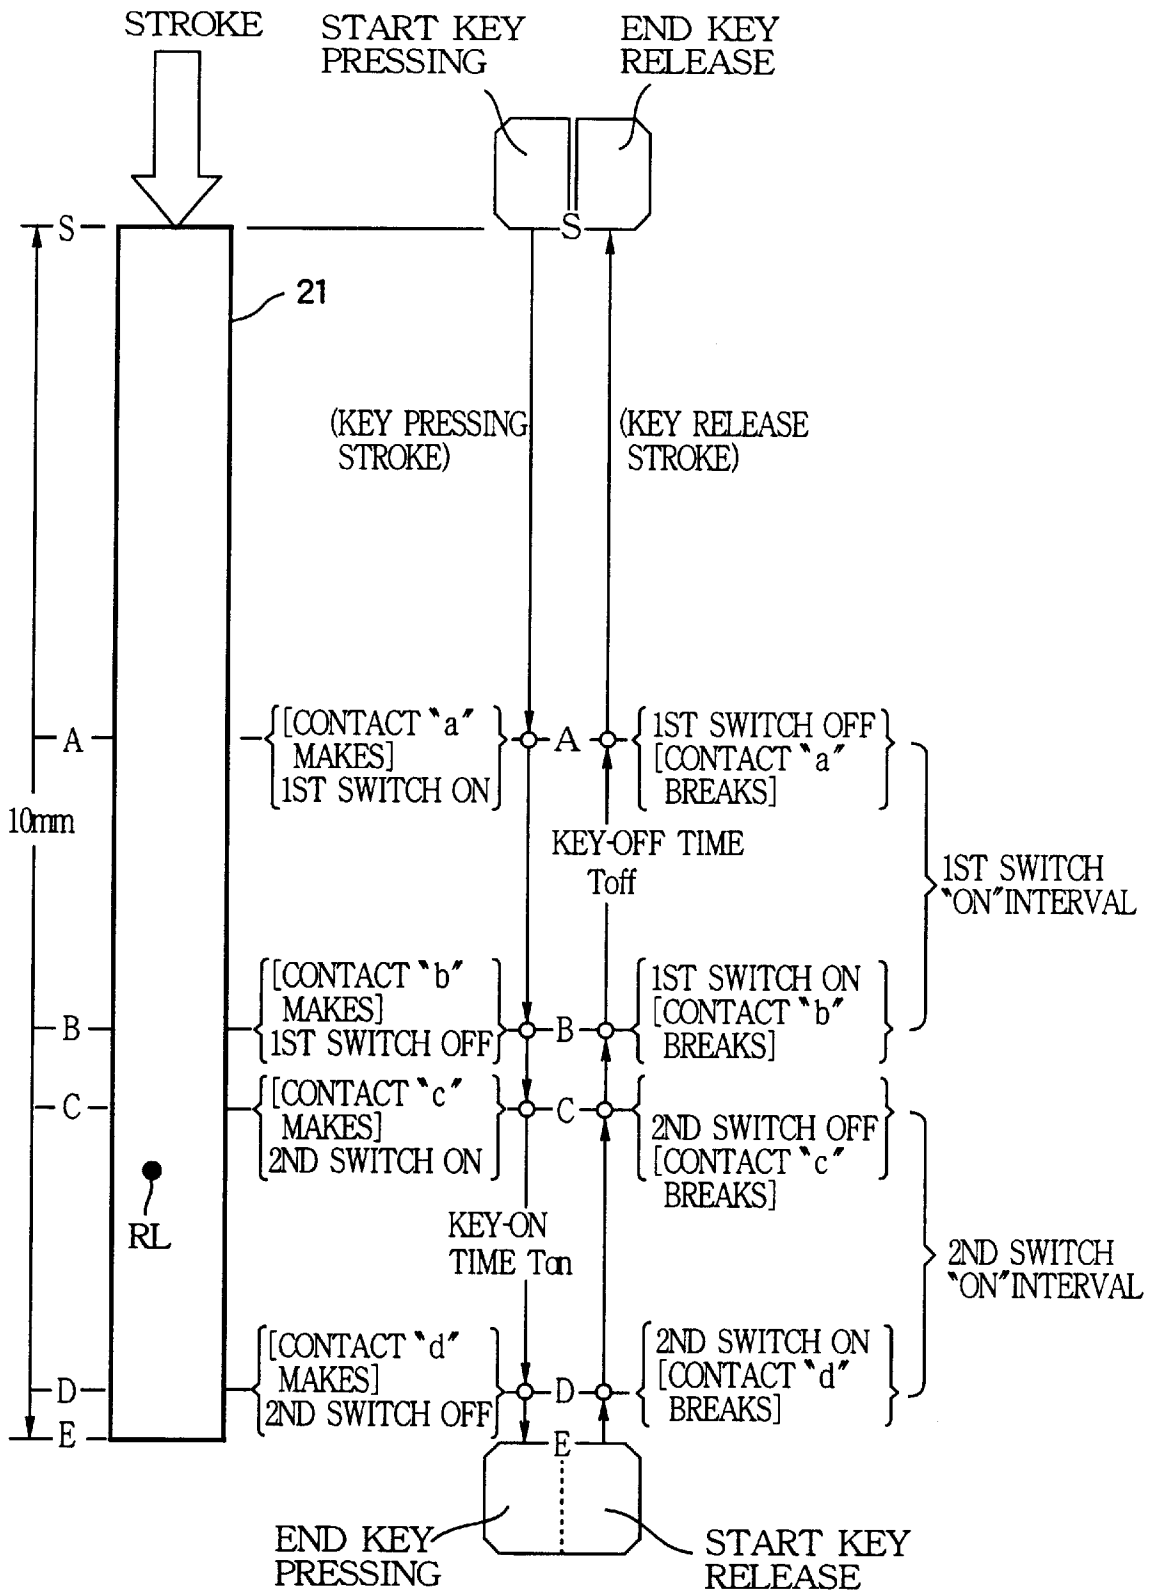 STROKE
START KEY
PRESSING
END KEY
RELEASE
S
S
21
(KEY PRESSING
STROKE)
(KEY RELEASE
STROKE)
A
[CONTACT "a"
MAKES]
1ST SWITCH ON
A
1ST SWITCH OFF
[CONTACT "a"
BREAKS]
10mm
KEY-OFF TIME
Toff
1ST SWITCH
"ON" INTERVAL
B
[CONTACT "b"
MAKES]
1ST SWITCH OFF
B
1ST SWITCH ON
[CONTACT "b"
BREAKS]
C
[CONTACT "c"
MAKES]
2ND SWITCH ON
C
2ND SWITCH OFF
[CONTACT "c"
BREAKS]
RL
KEY-ON
TIME Ton
2ND SWITCH
"ON" INTERVAL
D
[CONTACT "d"
MAKES]
2ND SWITCH OFF
D
2ND SWITCH ON
[CONTACT "d"
BREAKS]
E
E
END KEY
PRESSING
START KEY
RELEASE